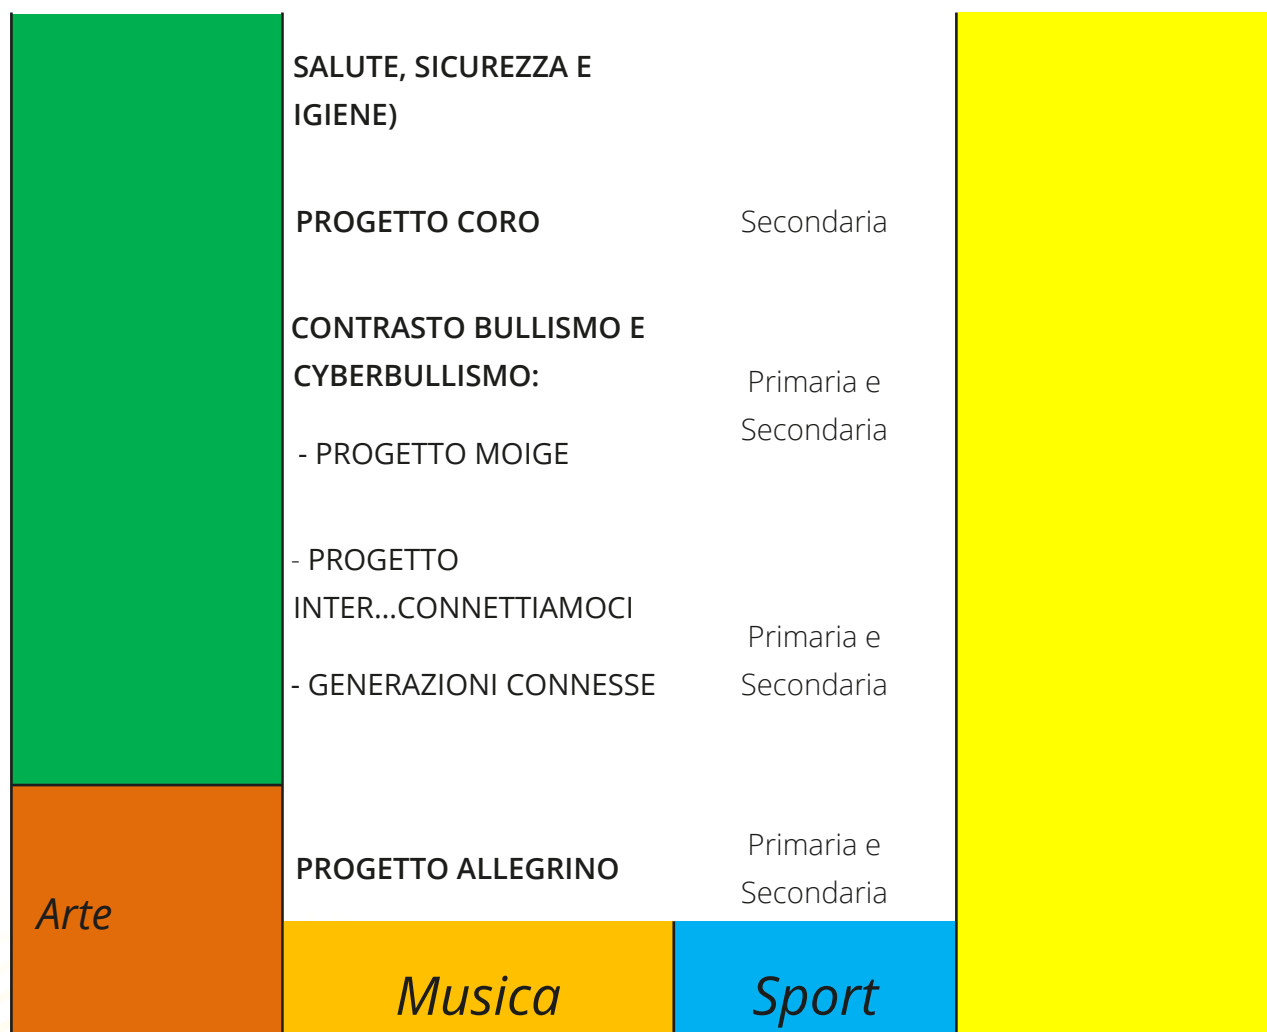 SALUTE, SICUREZZA E
IGIENE)
PROGETTO CORO
Secondaria
CONTRASTO BULLISMO E
CYBERBULLISMO:
- PROGETTO MOIGE
Primaria e
Secondaria
- PROGETTO
INTER...CONNETTIAMOCI
- GENERAZIONI CONNESSE
Primaria e
Secondaria
PROGETTO ALLEGRINO
Primaria e
Secondaria
Arte
Musica
Sport